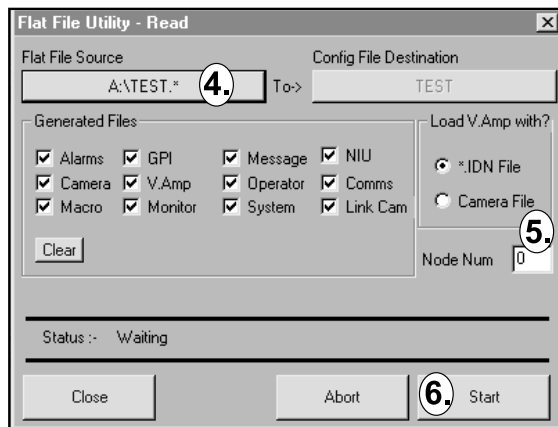 Flat File Utility - Read
Flat File Source
Config File Destination
A:\TEST.*
4.
To->
TEST
Generated Files
Load V.Amp with?
Alarms GPI Message NIU
Camera V.Amp Operator Comms
Macro Monitor System Link Cam
*.IDN File
Camera File
Clear
5.
Node Num 0
Status :- Waiting
Close
Abort
6.
Start